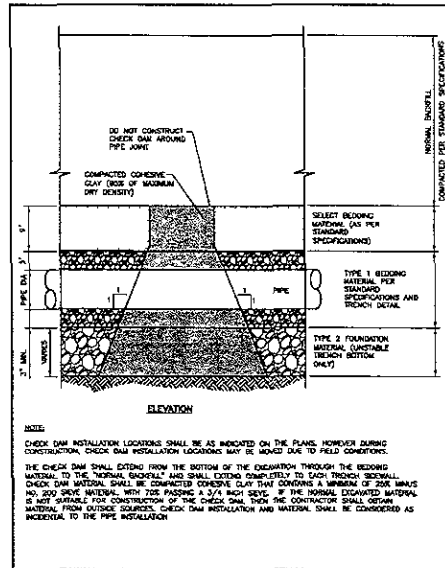 NORMAL BACKFILL
COMPACTED PER STANDARD SPECIFICATIONS
DO NOT CONSTRUCT
CHECK DAM AROUND
PIPE JOINT
COMPACTED COHESIVE
CLAY (95% OF MAXIMUM
DRY DENSITY)
SELECT BEDDING
MATERIAL (AS PER
STANDARD
SPECIFICATIONS)
PIPE DIA.
1
1
1
1
PIPE
TYPE 1 BEDDING
MATERIAL PER
STANDARD
SPECIFICATIONS AND
TRENCH DETAIL
3" MIN.
VARIES
TYPE 2 FOUNDATION
MATERIAL (UNSTABLE
TRENCH BOTTOM
ONLY)
ELEVATION
NOTE:
CHECK DAM INSTALLATION LOCATIONS SHALL BE AS INDICATED ON THE PLANS. HOWEVER DURING
CONSTRUCTION, CHECK DAM INSTALLATION LOCATIONS MAY BE MOVED DUE TO FIELD CONDITIONS.
THE CHECK DAM SHALL EXTEND FROM THE BOTTOM OF THE EXCAVATION THROUGH THE BEDDING
MATERIAL TO THE "NORMAL BACKFILL" AND SHALL EXTEND COMPLETELY TO EACH TRENCH SIDEWALL.
CHECK DAM MATERIAL SHALL BE COMPACTED COHESIVE CLAY THAT CONTAINS A MINIMUM OF 25% MINUS
NO. 200 SIEVE MATERIAL, WITH 70% PASSING A 3/4 INCH SIEVE. IF THE NORMAL EXCAVATED MATERIAL
IS NOT SUITABLE FOR CONSTRUCTION OF THE CHECK DAM, THEN THE CONTRACTOR SHALL OBTAIN
MATERIAL FROM OUTSIDE SOURCES. CHECK DAM INSTALLATION AND MATERIAL SHALL BE CONSIDERED AS
INCIDENTAL TO THE PIPE INSTALLATION